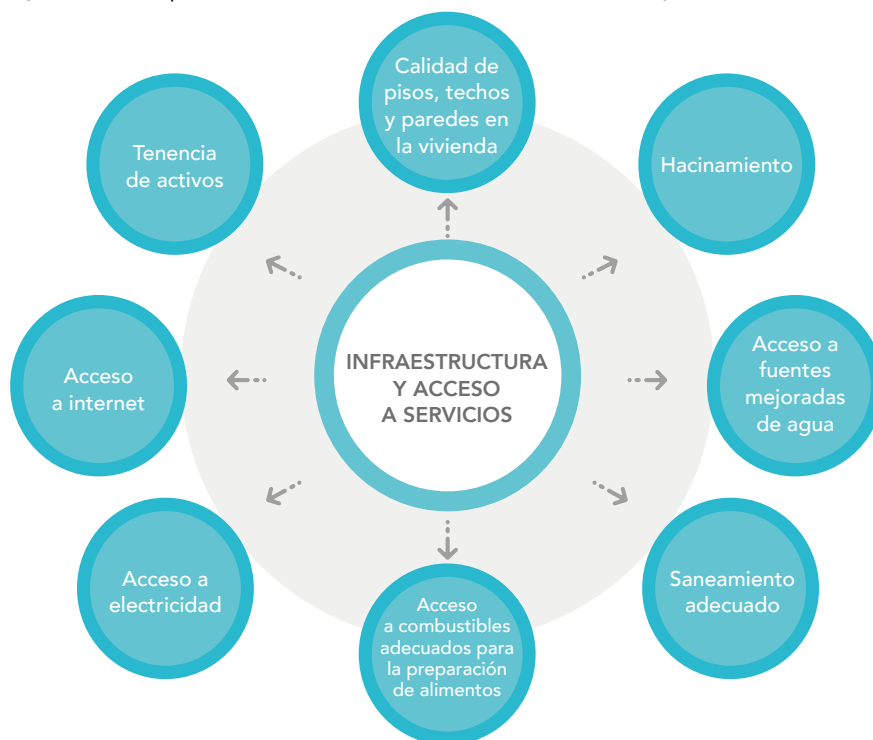 Calidad de
pisos, techos
y paredes en
la vivienda
Tenencia
de activos
Hacinamiento
INFRAESTRUCTURA
Y ACCESO
A SERVICIOS
Acceso
a internet
Acceso a
fuentes
mejoradas
de agua
Acceso a
electricidad
Saneamiento
adecuado
Acceso
a combustibles
adecuados para
la preparación
de alimentos